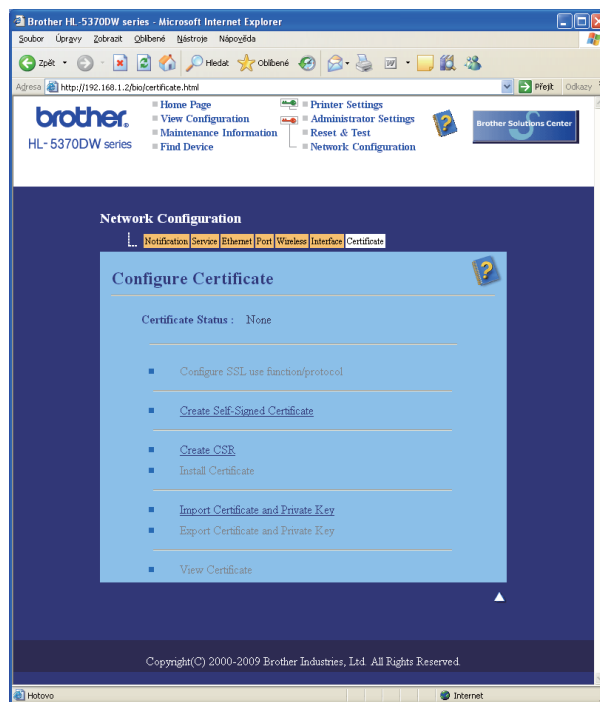 Brother HL-5370DW series - Microsoft Internet Explorer
Soubor Úpravy Zobrazit Oblíbené Nástroje Nápověda
Zpět Hledat Oblíbené
Adresa http://192.168.1.2/bio/certificate.html Přejít Odkazy
brother®
HL- 5370DW series
Home Page
View Configuration
Maintenance Information
Find Device
Printer Settings
Administrator Settings
Reset & Test
Network Configuration
Brother Solutions Center
Network Configuration
Notification Service Ethernet Port Wireless Interface Certificate
Configure Certificate
Certificate Status : None
Configure SSL use function/protocol
Create Self-Signed Certificate
Create CSR
Install Certificate
Import Certificate and Private Key
Export Certificate and Private Key
View Certificate
Copyright(C) 2000-2009 Brother Industries, Ltd. All Rights Reserved.
Hotovo Internet